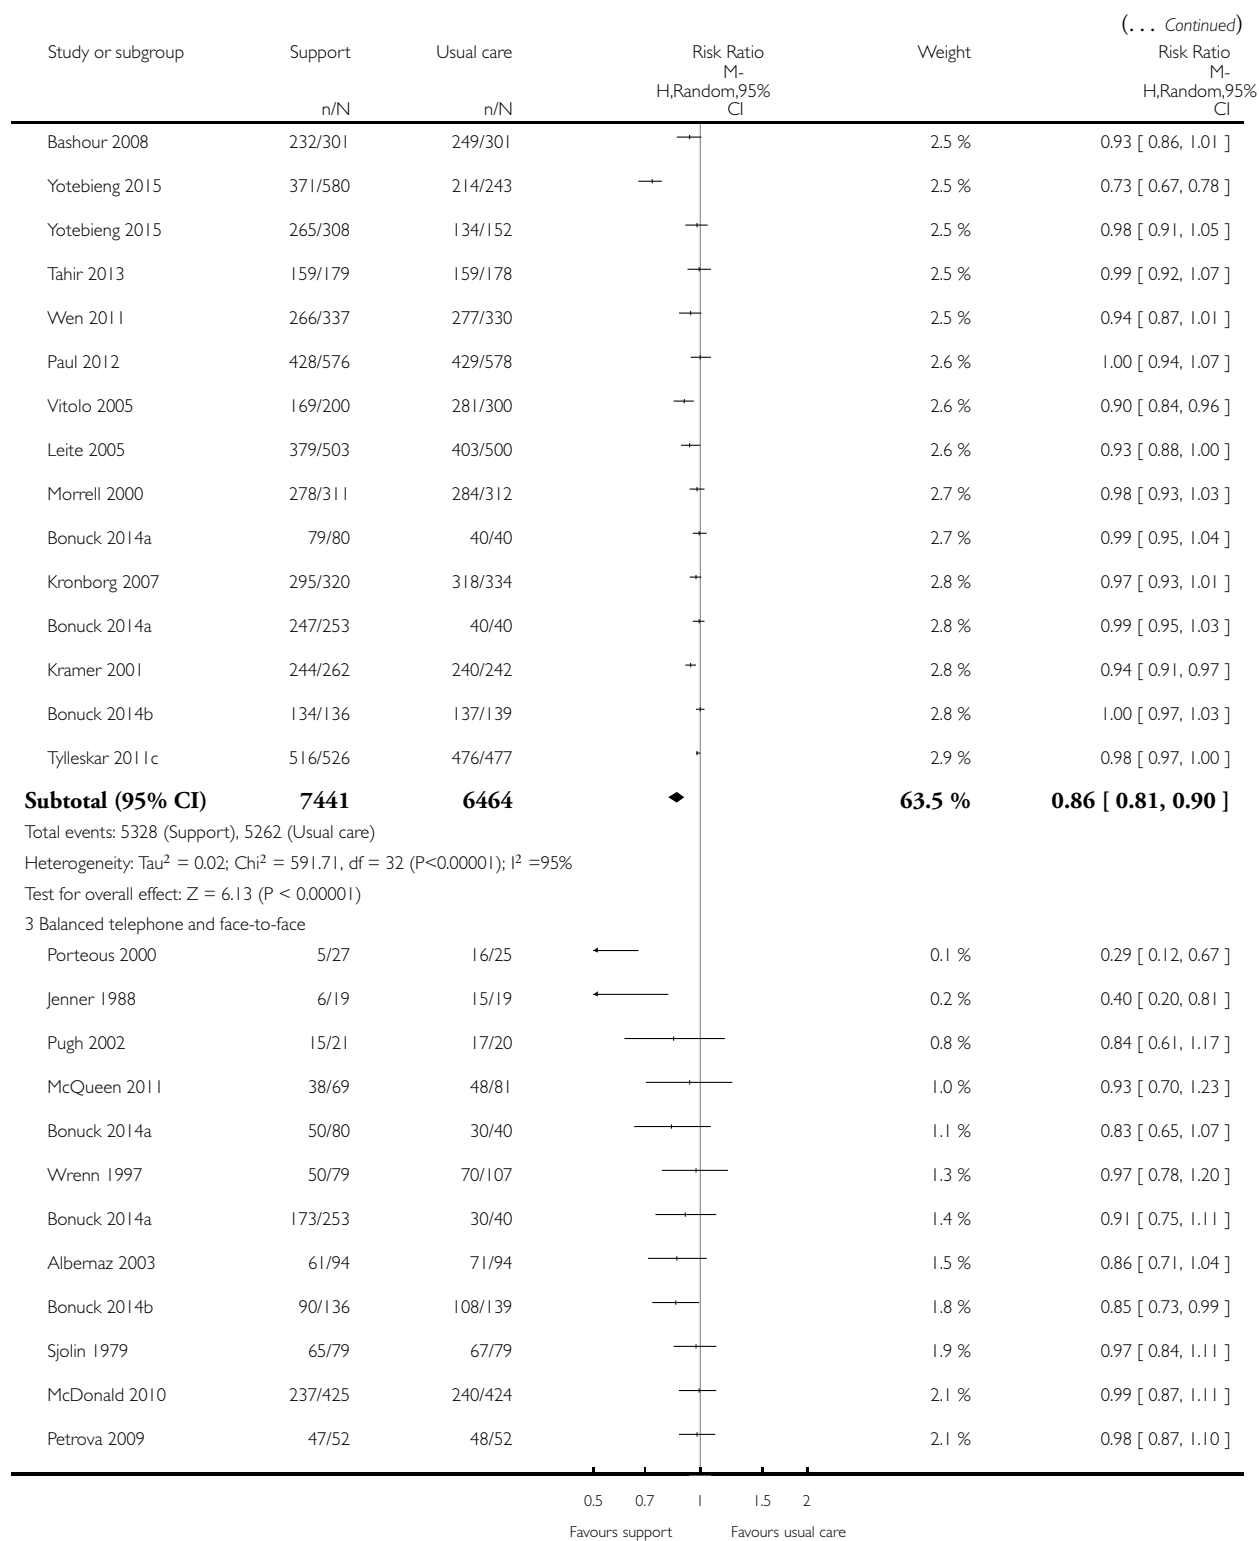 (... Continued)
Study or subgroup Support Usual care Risk Ratio Weight Risk Ratio
M- M-
H,Random,95% H,Random,95%
n/N n/N CI CI
Bashour 2008 232/301 249/301 2.5 % 0.93 [ 0.86, 1.01 ]
Yotebieng 2015 371/580 214/243 2.5 % 0.73 [ 0.67, 0.78 ]
Yotebieng 2015 265/308 134/152 2.5 % 0.98 [ 0.91, 1.05 ]
Tahir 2013 159/179 159/178 2.5 % 0.99 [ 0.92, 1.07 ]
Wen 2011 266/337 277/330 2.5 % 0.94 [ 0.87, 1.01 ]
Paul 2012 428/576 429/578 2.6 % 1.00 [ 0.94, 1.07 ]
Vitolo 2005 169/200 281/300 2.6 % 0.90 [ 0.84, 0.96 ]
Leite 2005 379/503 403/500 2.6 % 0.93 [ 0.88, 1.00 ]
Morrell 2000 278/311 284/312 2.7 % 0.98 [ 0.93, 1.03 ]
Bonuck 2014a 79/80 40/40 2.7 % 0.99 [ 0.95, 1.04 ]
Kronborg 2007 295/320 318/334 2.8 % 0.97 [ 0.93, 1.01 ]
Bonuck 2014a 247/253 40/40 2.8 % 0.99 [ 0.95, 1.03 ]
Kramer 2001 244/262 240/242 2.8 % 0.94 [ 0.91, 0.97 ]
Bonuck 2014b 134/136 137/139 2.8 % 1.00 [ 0.97, 1.03 ]
Tylleskar 2011c 516/526 476/477 2.9 % 0.98 [ 0.97, 1.00 ]
Subtotal (95% CI) 7441 6464 63.5 % 0.86 [ 0.81, 0.90 ]
Total events: 5328 (Support), 5262 (Usual care)
Heterogeneity: Tau² = 0.02; Chi² = 591.71, df = 32 (P<0.00001); I² =95%
Test for overall effect: Z = 6.13 (P < 0.00001)
3 Balanced telephone and face-to-face
Porteous 2000 5/27 16/25 0.1 % 0.29 [ 0.12, 0.67 ]
Jenner 1988 6/19 15/19 0.2 % 0.40 [ 0.20, 0.81 ]
Pugh 2002 15/21 17/20 0.8 % 0.84 [ 0.61, 1.17 ]
McQueen 2011 38/69 48/81 1.0 % 0.93 [ 0.70, 1.23 ]
Bonuck 2014a 50/80 30/40 1.1 % 0.83 [ 0.65, 1.07 ]
Wrenn 1997 50/79 70/107 1.3 % 0.97 [ 0.78, 1.20 ]
Bonuck 2014a 173/253 30/40 1.4 % 0.91 [ 0.75, 1.11 ]
Albernaz 2003 61/94 71/94 1.5 % 0.86 [ 0.71, 1.04 ]
Bonuck 2014b 90/136 108/139 1.8 % 0.85 [ 0.73, 0.99 ]
Sjolin 1979 65/79 67/79 1.9 % 0.97 [ 0.84, 1.11 ]
McDonald 2010 237/425 240/424 2.1 % 0.99 [ 0.87, 1.11 ]
Petrova 2009 47/52 48/52 2.1 % 0.98 [ 0.87, 1.10 ]
0.5 0.7 1 1.5 2
Favours support Favours usual care